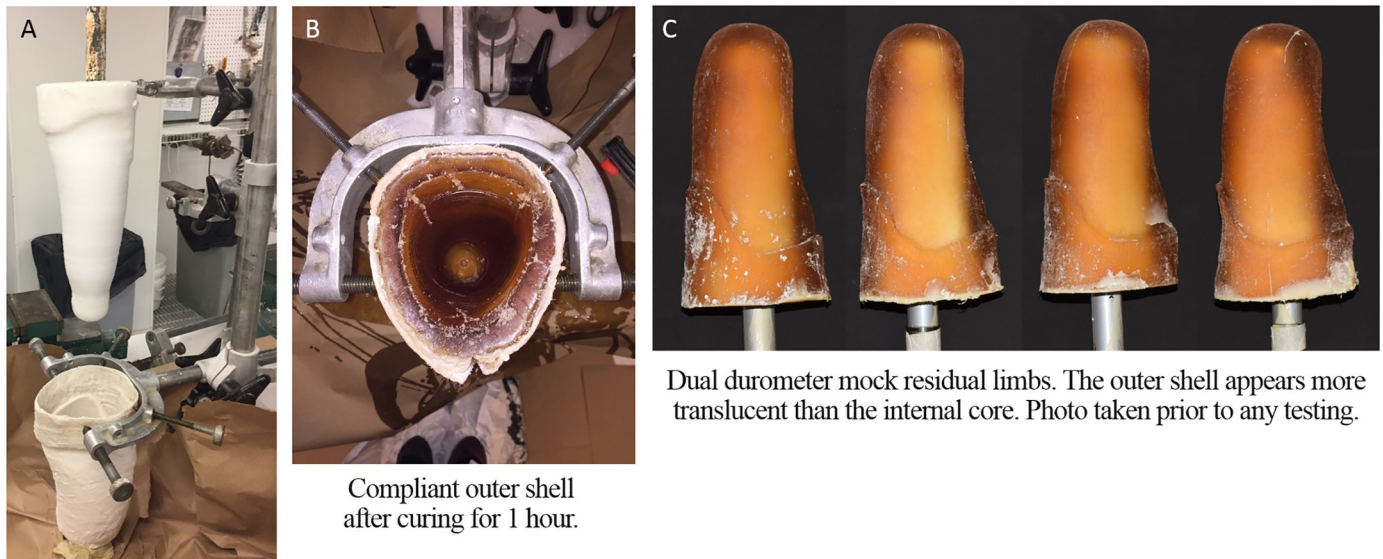 A
B
C
Compliant outer shell
after curing for 1 hour.
Dual durometer mock residual limbs. The outer shell appears more
translucent than the internal core. Photo taken prior to any testing.